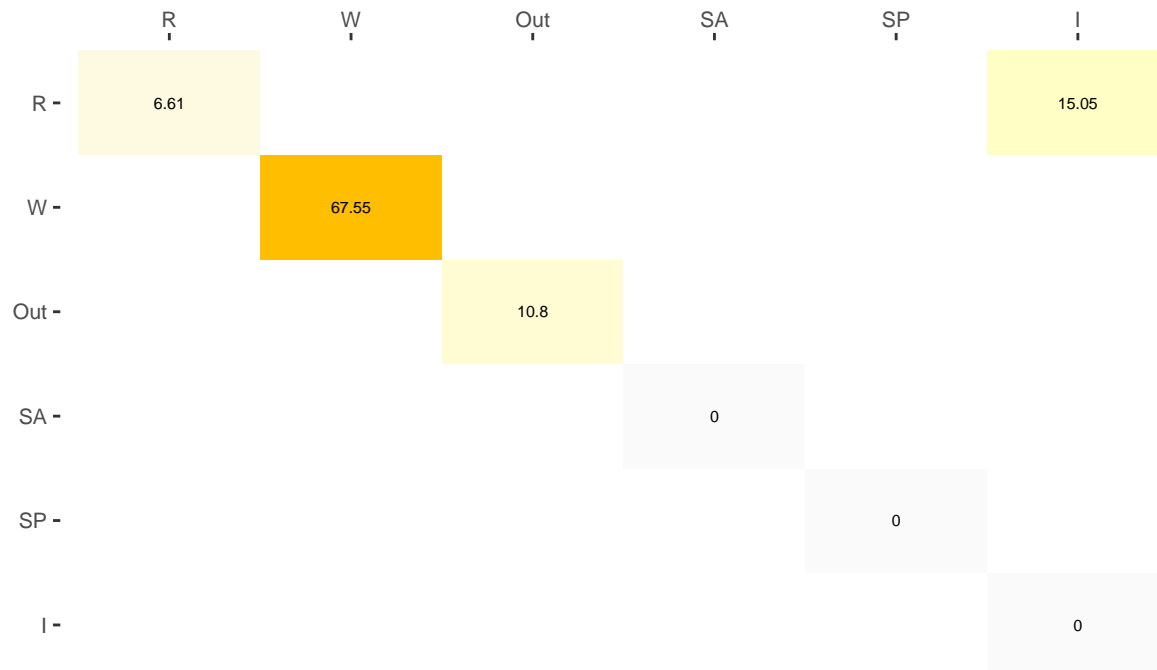 R W Out SA SP I
R 6.61 15.05
W 67.55
Out 10.8
SA 0
SP 0
I 0